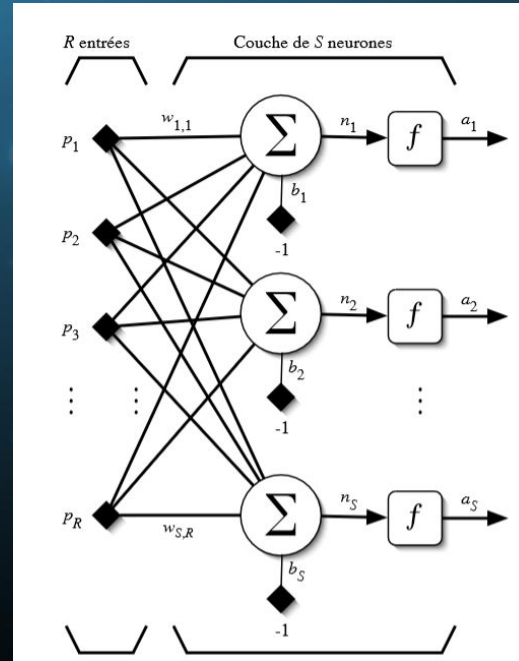 R entrées Couche de S neurones
w1,1 n1 a1
p1 Σ f
b1
p2
-1
n2 a2
p3 Σ f
b2
⋮ ⋮ ⋮
-1
nS aS
pR Σ f
wS,R
bS
-1